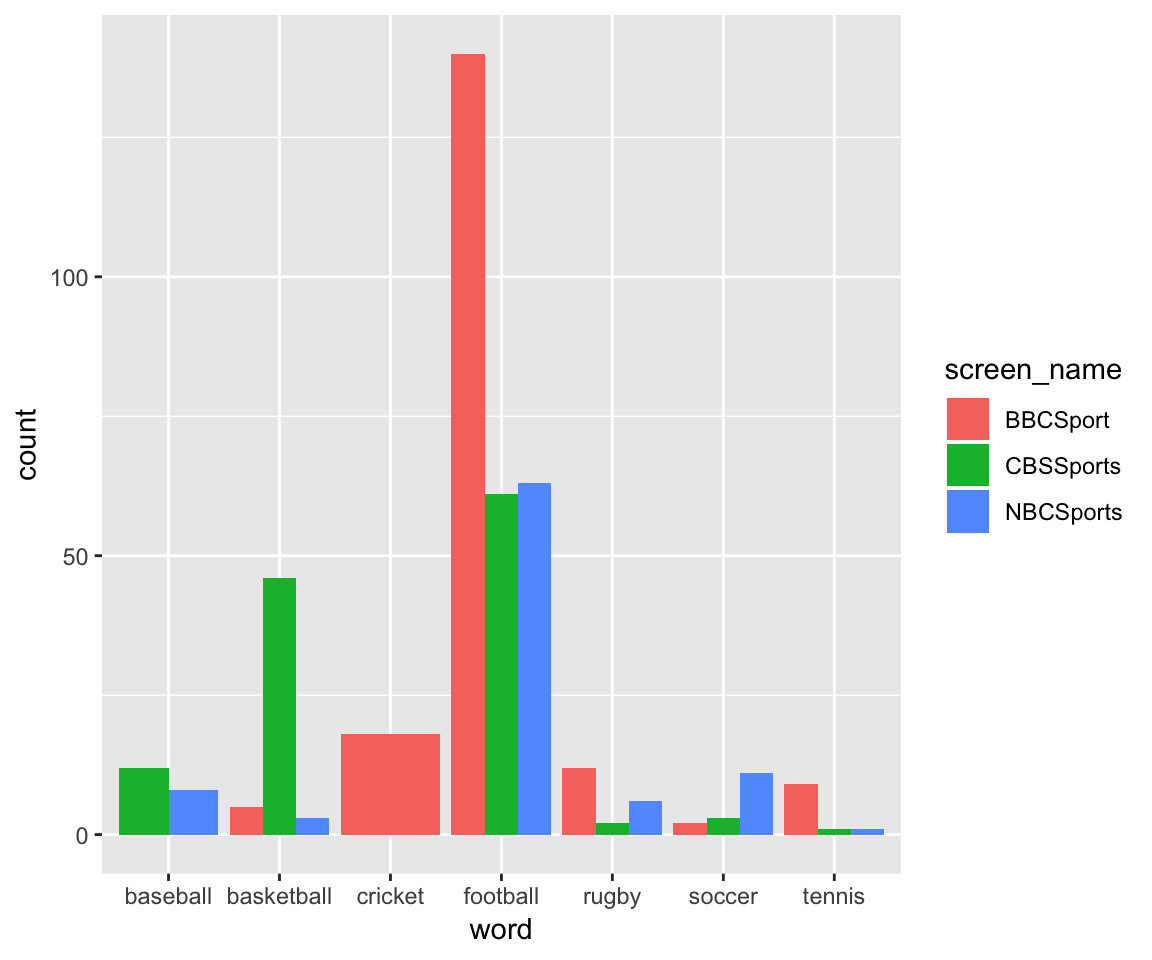 count
100
50
0
baseball basketball cricket football rugby soccer tennis
word
screen_name
BBCSport
CBSSports
NBCSports